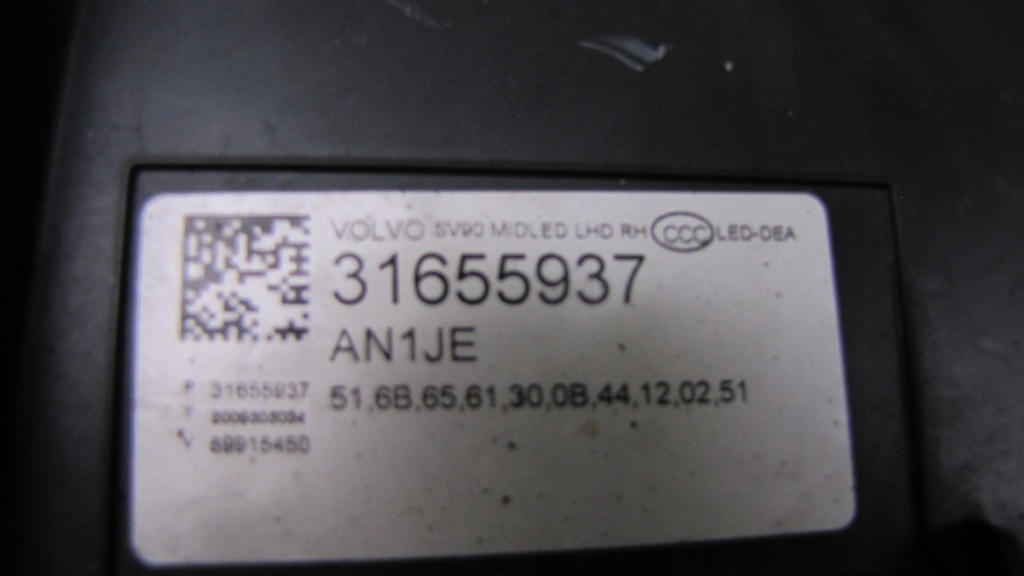 VOLVO SV90 MIDLED LHD RH CCC LED-DEA
31655937
AN1JE
P 31655937
51,6B,65,61,30,0B,44,12,02,51
T
V 69915450